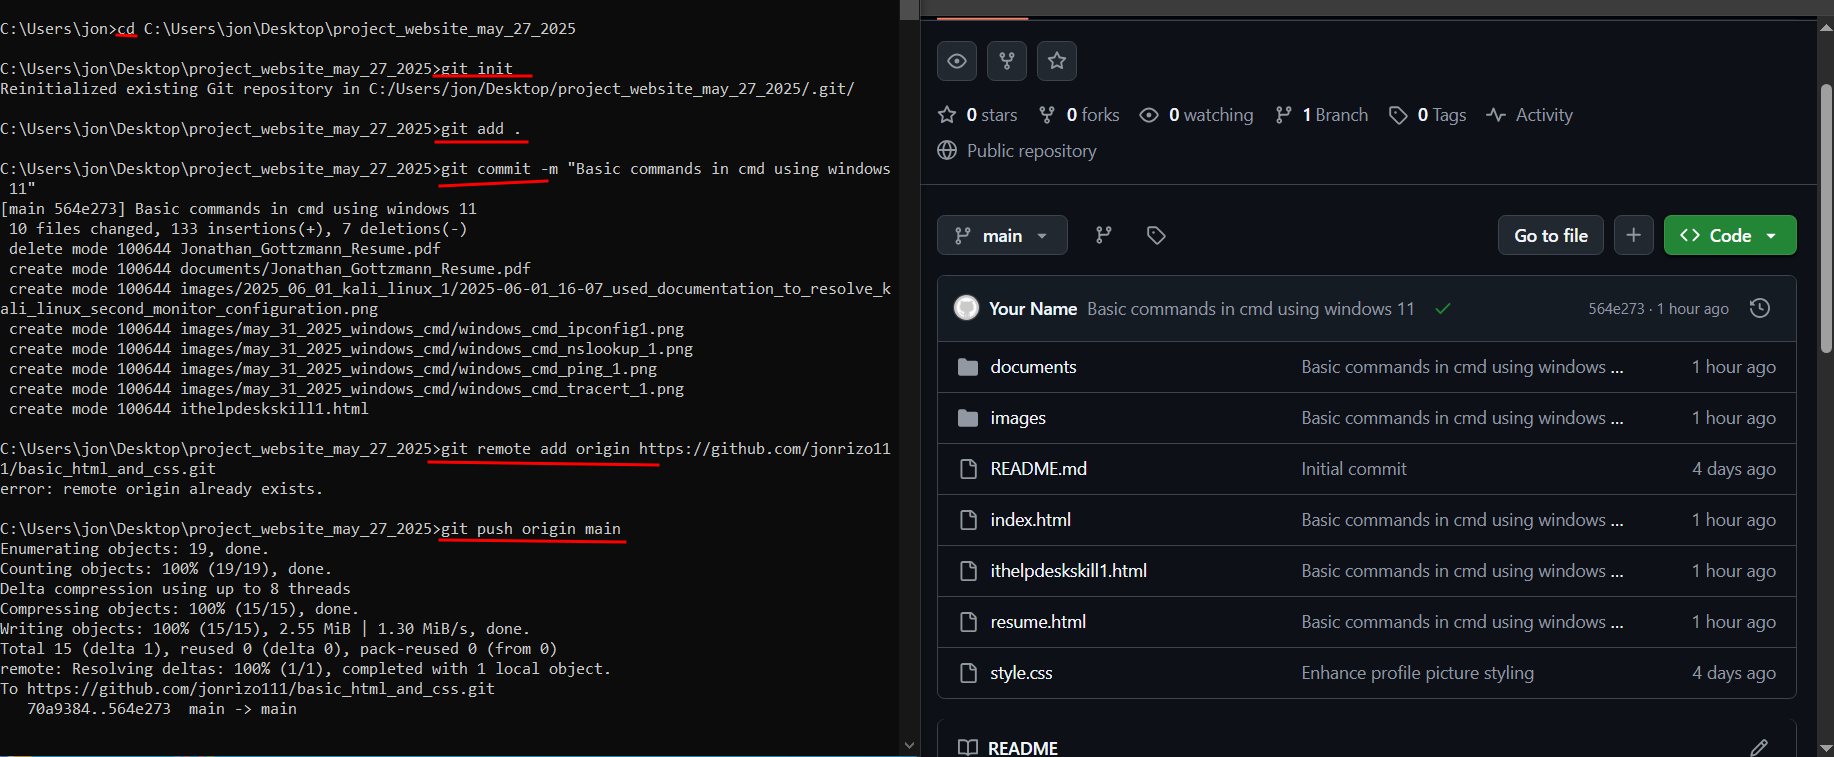 C:\Users\jon>cd C:\Users\jon\Desktop\project_website_may_27_2025
C:\Users\jon\Desktop\project_website_may_27_2025>git init
Reinitialized existing Git repository in C:/Users/jon/Desktop/project_website_may_27_2025/.git/
C:\Users\jon\Desktop\project_website_may_27_2025>git add .
C:\Users\jon\Desktop\project_website_may_27_2025>git commit -m "Basic commands in cmd using windows
11"
[main 564e273] Basic commands in cmd using windows 11
10 files changed, 133 insertions(+), 7 deletions(-)
delete mode 100644 Jonathan_Gottzmann_Resume.pdf
create mode 100644 documents/Jonathan_Gottzmann_Resume.pdf
create mode 100644 images/2025_06_01_kali_linux_1/2025-06-01_16-07_used_documentation_to_resolve_k
ali_linux_second_monitor_configuration.png
create mode 100644 images/may_31_2025_windows_cmd/windows_cmd_ipconfig1.png
create mode 100644 images/may_31_2025_windows_cmd/windows_cmd_nslookup_1.png
create mode 100644 images/may_31_2025_windows_cmd/windows_cmd_ping_1.png
create mode 100644 images/may_31_2025_windows_cmd/windows_cmd_tracert_1.png
create mode 100644 ithelpdeskskill1.html
C:\Users\jon\Desktop\project_website_may_27_2025>git remote add origin https://github.com/jonrizo11
1/basic_html_and_css.git
error: remote origin already exists.
C:\Users\jon\Desktop\project_website_may_27_2025>git push origin main
Enumerating objects: 19, done.
Counting objects: 100% (19/19), done.
Delta compression using up to 8 threads
Compressing objects: 100% (15/15), done.
Writing objects: 100% (15/15), 2.55 MiB | 1.30 MiB/s, done.
Total 15 (delta 1), reused 0 (delta 0), pack-reused 0 (from 0)
remote: Resolving deltas: 100% (1/1), completed with 1 local object.
To https://github.com/jonrizo111/basic_html_and_css.git
70a9384..564e273  main -> main
0 stars 0 forks 0 watching 1 Branch 0 Tags Activity
Public repository
main Go to file Code
Your Name Basic commands in cmd using windows 11 564e273 · 1 hour ago
documents Basic commands in cmd using windows ... 1 hour ago
images Basic commands in cmd using windows ... 1 hour ago
README.md Initial commit 4 days ago
index.html Basic commands in cmd using windows ... 1 hour ago
ithelpdeskskill1.html Basic commands in cmd using windows ... 1 hour ago
resume.html Basic commands in cmd using windows ... 1 hour ago
style.css Enhance profile picture styling 4 days ago
README